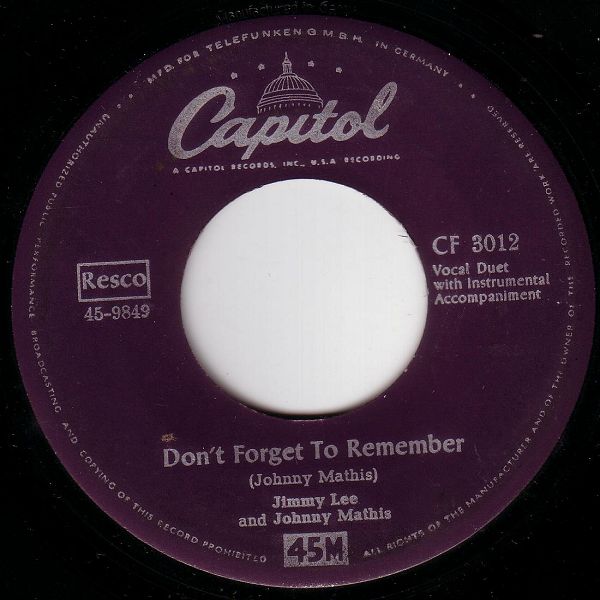 Manufactured in Germany
MFD. FOR TELEFUNKEN G.M.B.H. IN GERMANY
Capitol
A CAPITOL RECORDS, INC., U.S.A RECORDING
UNAUTHORIZED PUBLIC PERFORMANCE BROADCASTING AND COPYING OF THIS RECORD PROHIBITED
ALL RIGHTS OF THE MANUFACTURER AND OF THE OWNER OF THE RECORDED WORK ARE RESERVED
Resco
45-9849
CF 3012
Vocal Duet
with Instrumental
Accompaniment
Don't Forget To Remember
(Johnny Mathis)
Jimmy Lee
and Johnny Mathis
45M